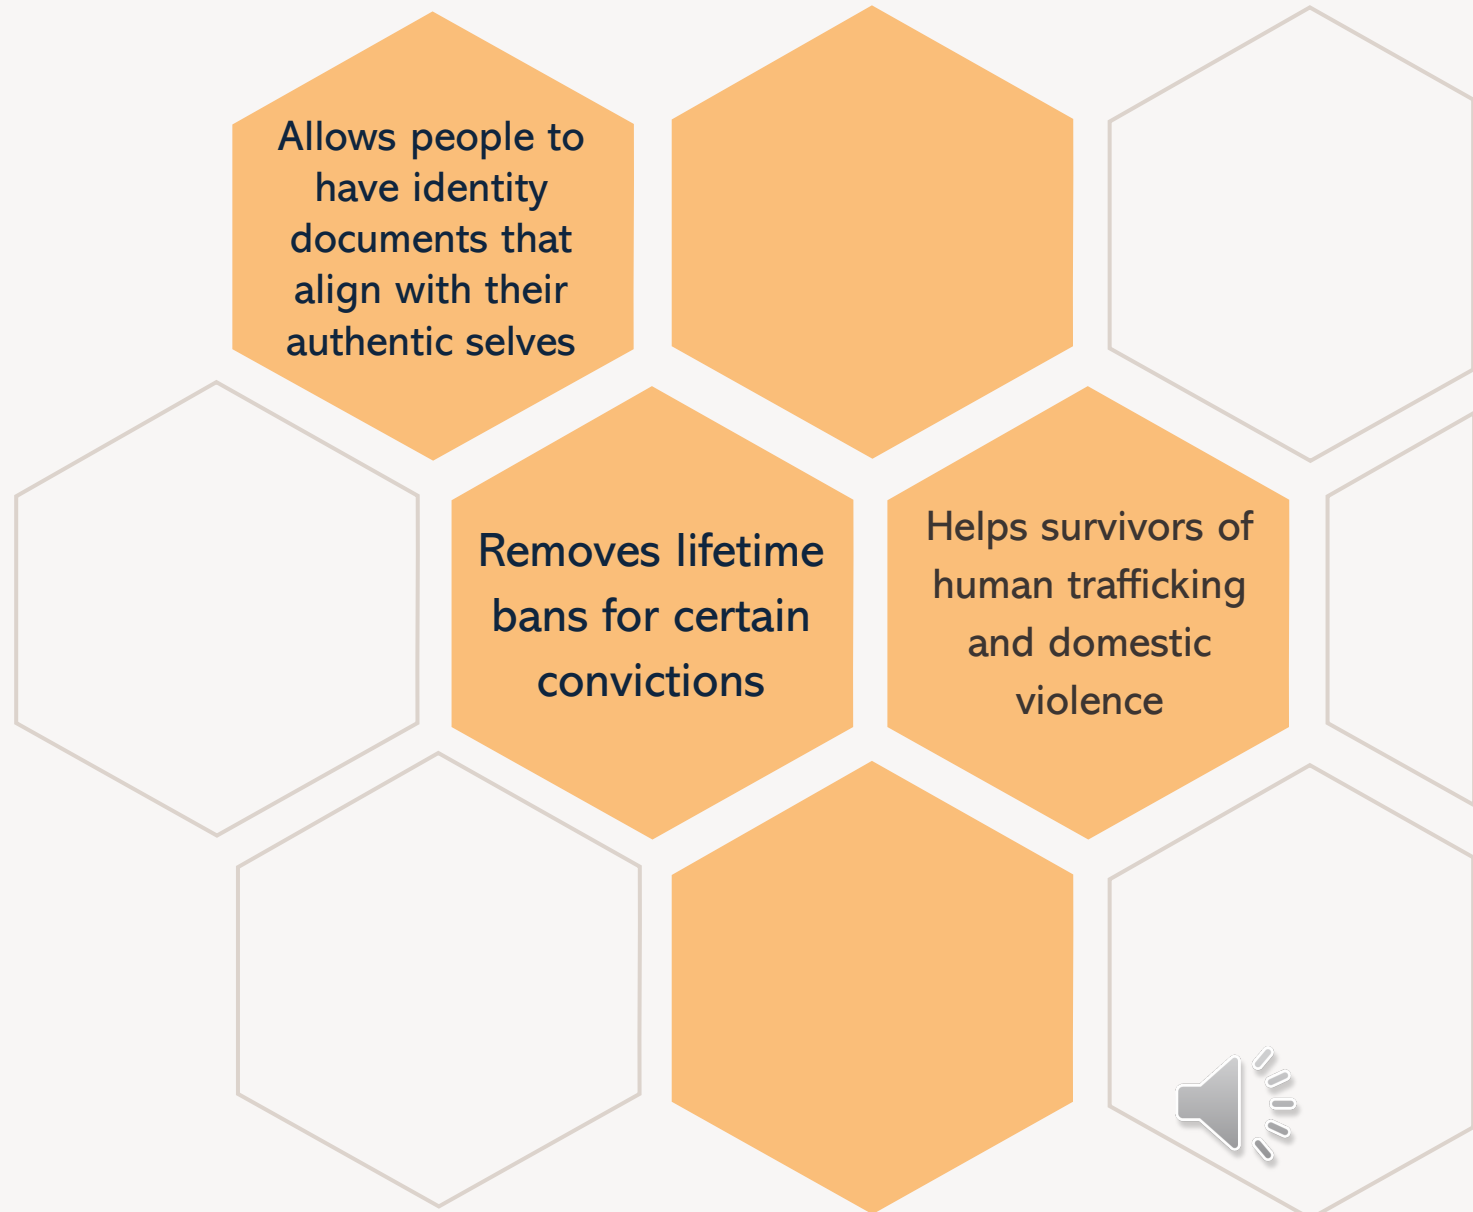 Allows people to
have identity
documents that
align with their
authentic selves
Removes lifetime
bans for certain
convictions
Helps survivors of
human trafficking
and domestic
violence